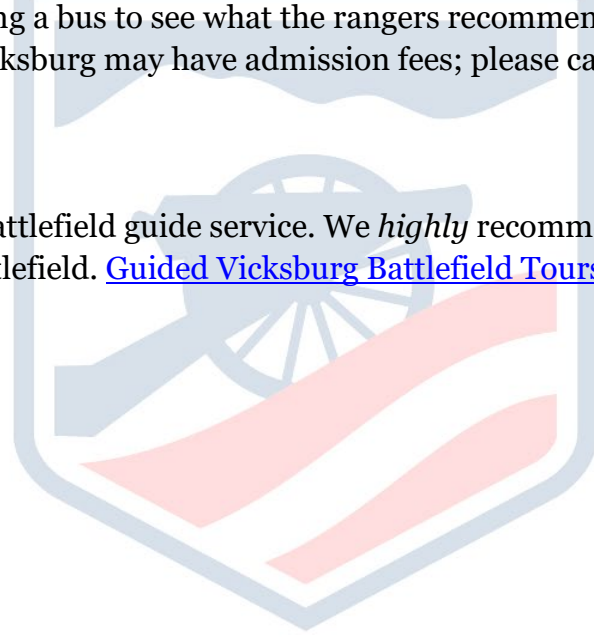 ng a bus to see what the rangers recommen
ksburg may have admission fees; please ca
attlefield guide service. We highly recomm
tlefield. Guided Vicksburg Battlefield Tours